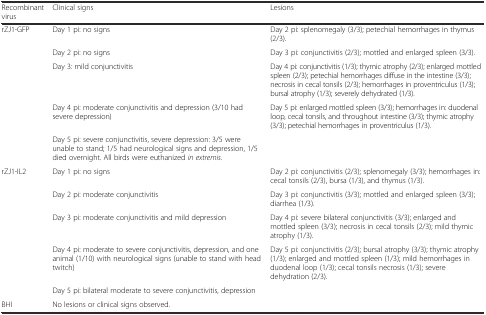 Recombinant virus Clinical signs Lesions
rZJ1-GFP Day 1 pi: no signs Day 2 pi: splenomegaly (3/3); petechial hemorrhages in thymus
(2/3).
Day 2 pi: no signs Day 3 pi: conjunctivitis (2/3); mottled and enlarged spleen (3/3).
Day 3: mild conjunctivitis Day 4 pi: conjunctivitis (1/3); thymic atrophy (2/3); enlarged mottled
spleen (2/3); petechial hemorrhages diffuse in the intestine (3/3);
necrosis in cecal tonsils (2/3); hemorrhages in proventriculus (1/3);
bursal atrophy (1/3); severely dehydrated (1/3).
Day 4 pi: moderate conjunctivitis and depression (3/10 had Day 5 pi: enlarged mottled spleen (3/3); hemorrhages in: duodenal
severe depression) loop, cecal tonsils, and throughout intestine (3/3); thymic atrophy
(3/3); petechial hemorrhages in proventriculus (1/3).
Day 5 pi: severe conjunctivitis, severe depression: 3/5 were
unable to stand; 1/5 had neurological signs and depression, 1/5
died overnight. All birds were euthanized in extremis.
rZJ1-IL2 Day 1 pi: no signs Day 2 pi: conjunctivitis (2/3); splenomegaly (3/3); hemorrhages in:
cecal tonsils (2/3), bursa (1/3), and thymus (1/3).
Day 2 pi: moderate conjunctivitis Day 3 pi: conjunctivitis (3/3); mottled and enlarged spleen (3/3);
diarrhea (1/3).
Day 3 pi: moderate conjunctivitis and mild depression Day 4 pi: severe bilateral conjunctivitis (3/3); enlarged and
mottled spleen (3/3); necrosis in cecal tonsils (2/3); mild thymic
atrophy (1/3).
Day 4 pi: moderate to severe conjunctivitis, depression, and one Day 5 pi: conjunctivitis (2/3); bursal atrophy (3/3); thymic atrophy
animal (1/10) with neurological signs (unable to stand with head (1/3); enlarged and mottled spleen (1/3); mild hemorrhages in
twitch) duodenal loop (1/3); cecal tonsils necrosis (1/3); severe
dehydration (2/3).
Day 5 pi: bilateral moderate to severe conjunctivitis, depression
BHI No lesions or clinical signs observed.